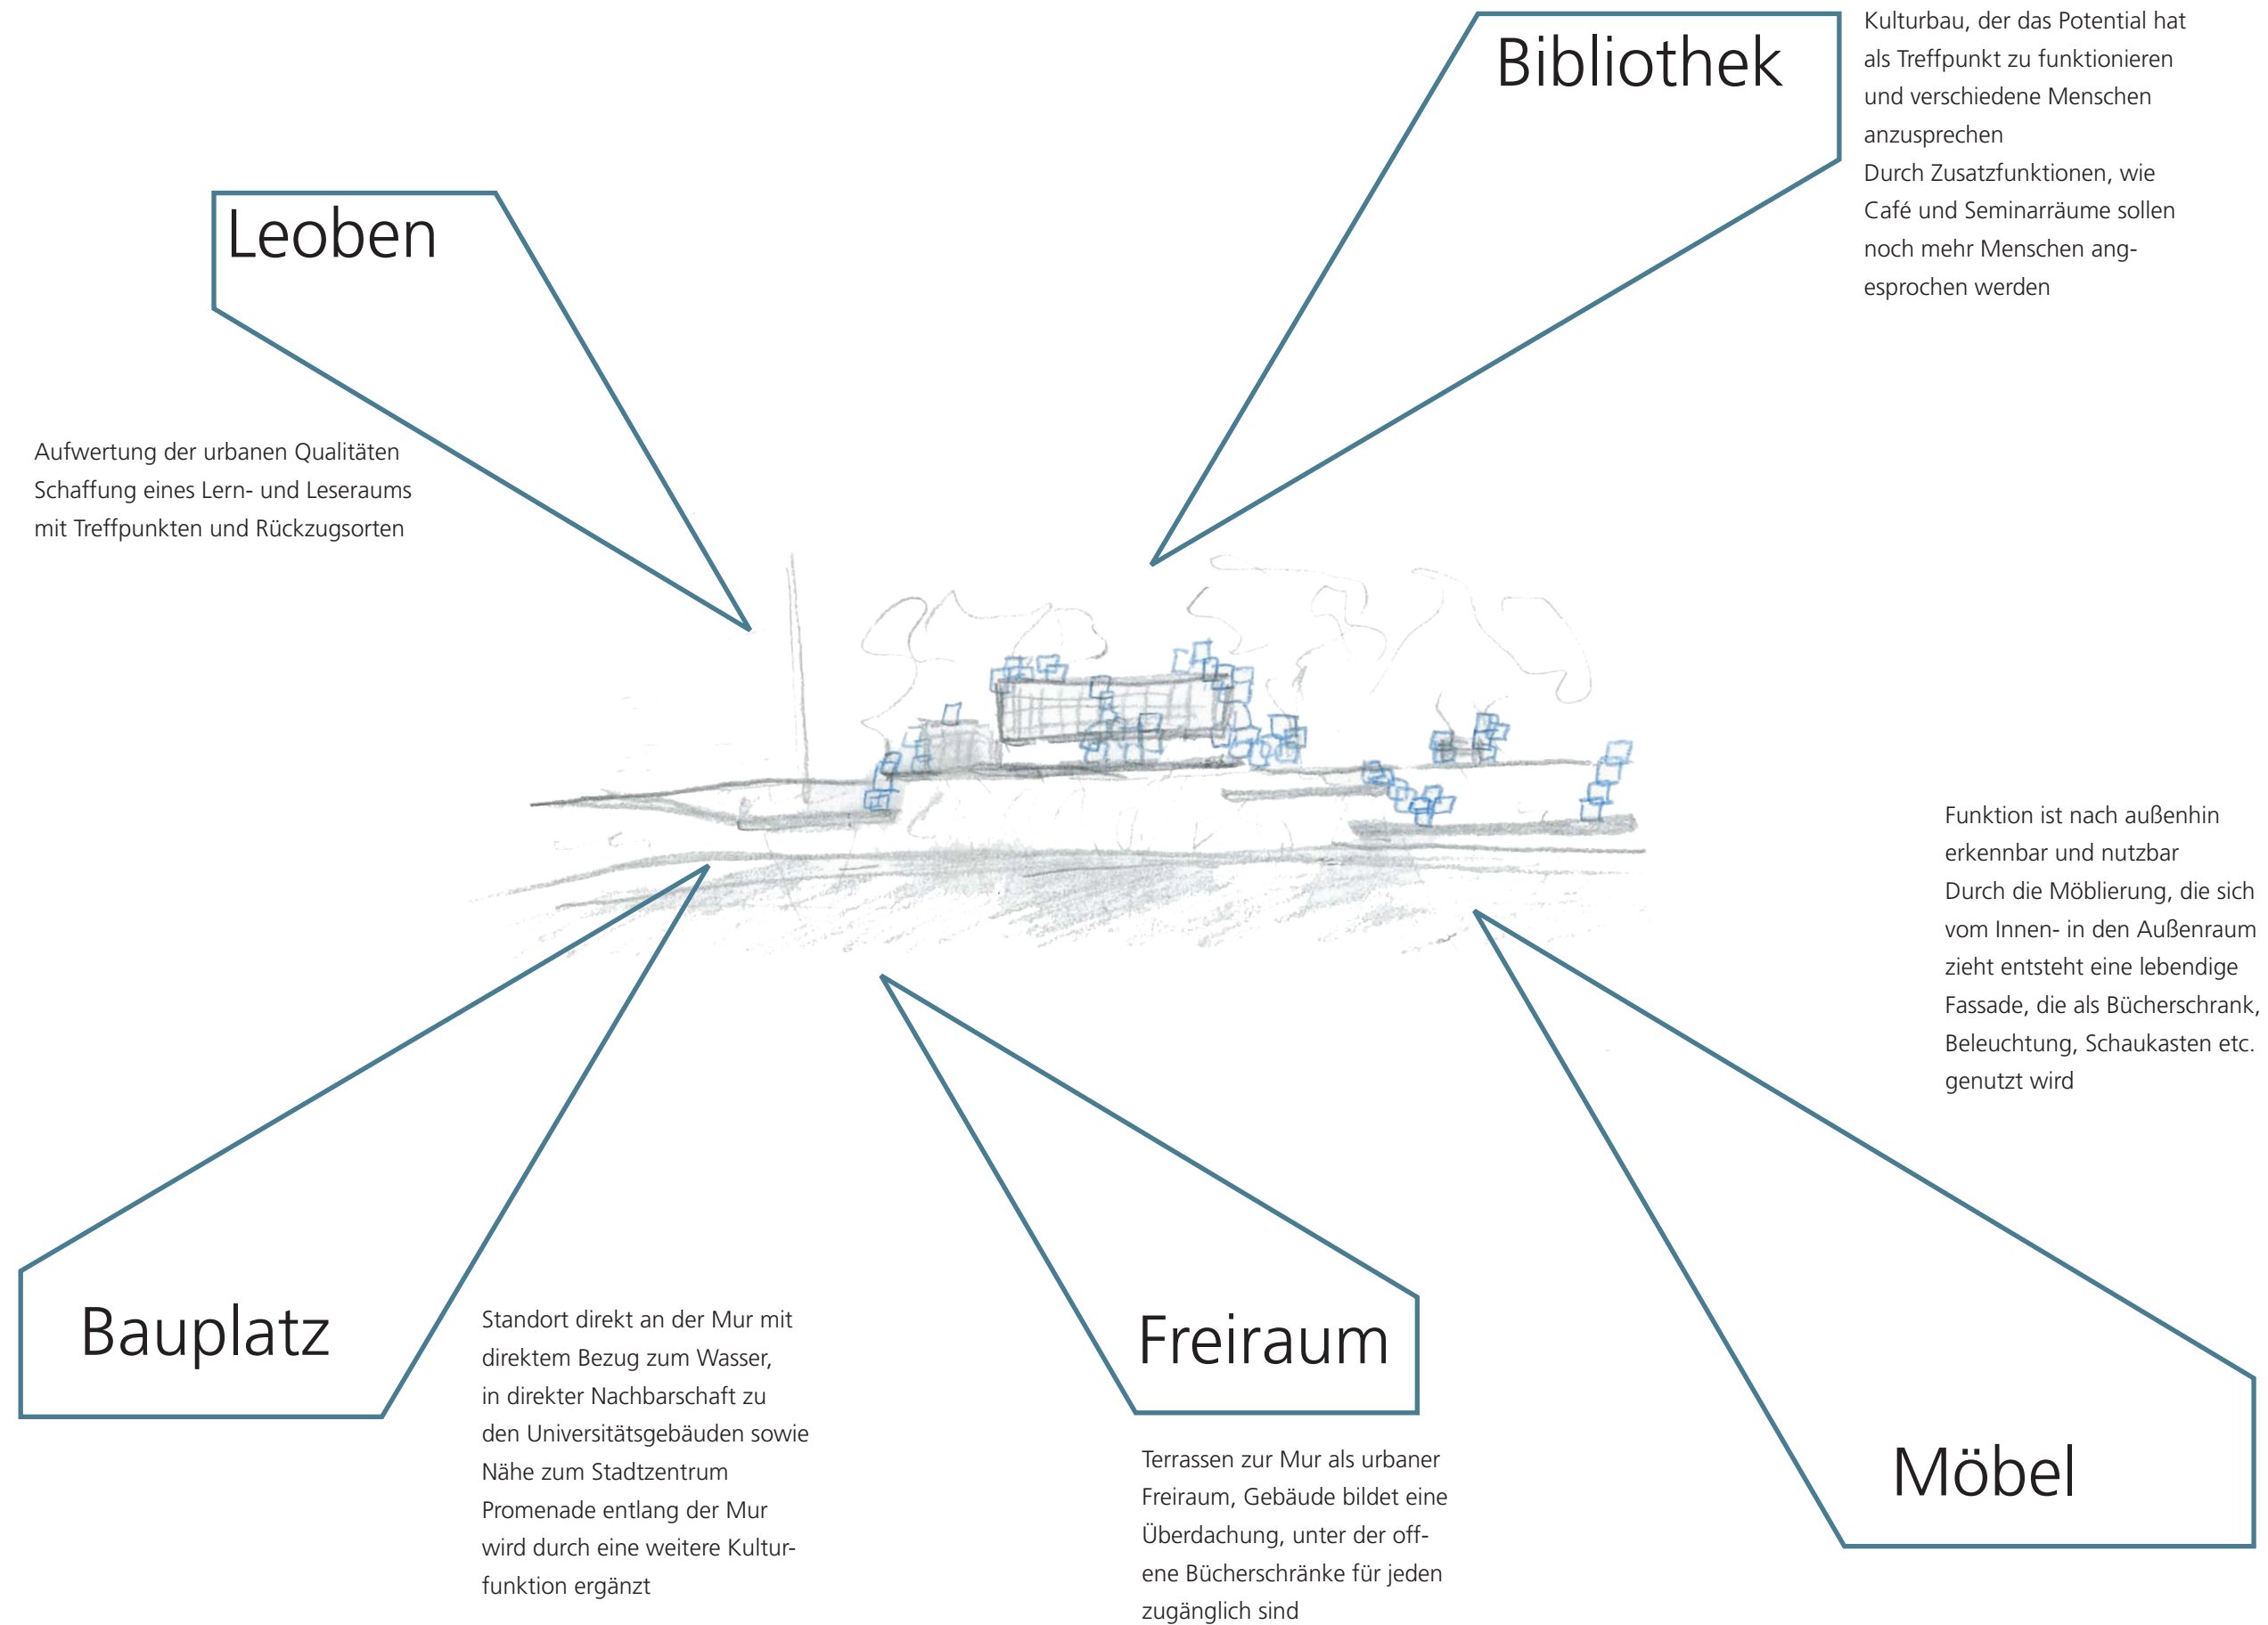 Bibliothek
Kulturbau, der das Potential hat
als Treffpunkt zu funktionieren
und verschiedene Menschen
anzusprechen
Durch Zusatzfunktionen, wie
Café und Seminarräume sollen
noch mehr Menschen ang-
esprochen werden
Leoben
Aufwertung der urbanen Qualitäten
Schaffung eines Lern- und Leseraums
mit Treffpunkten und Rückzugsorten
Funktion ist nach außenhin
erkennbar und nutzbar
Durch die Möblierung, die sich
vom Innen- in den Außenraum
zieht entsteht eine lebendige
Fassade, die als Bücherschrank,
Beleuchtung, Schaukasten etc.
genutzt wird
Bauplatz
Standort direkt an der Mur mit
direktem Bezug zum Wasser,
in direkter Nachbarschaft zu
den Universitätsgebäuden sowie
Nähe zum Stadtzentrum
Promenade entlang der Mur
wird durch eine weitere Kultur-
funktion ergänzt
Freiraum
Terrassen zur Mur als urbaner
Freiraum, Gebäude bildet eine
Überdachung, unter der off-
ene Bücherschränke für jeden
zugänglich sind
Möbel